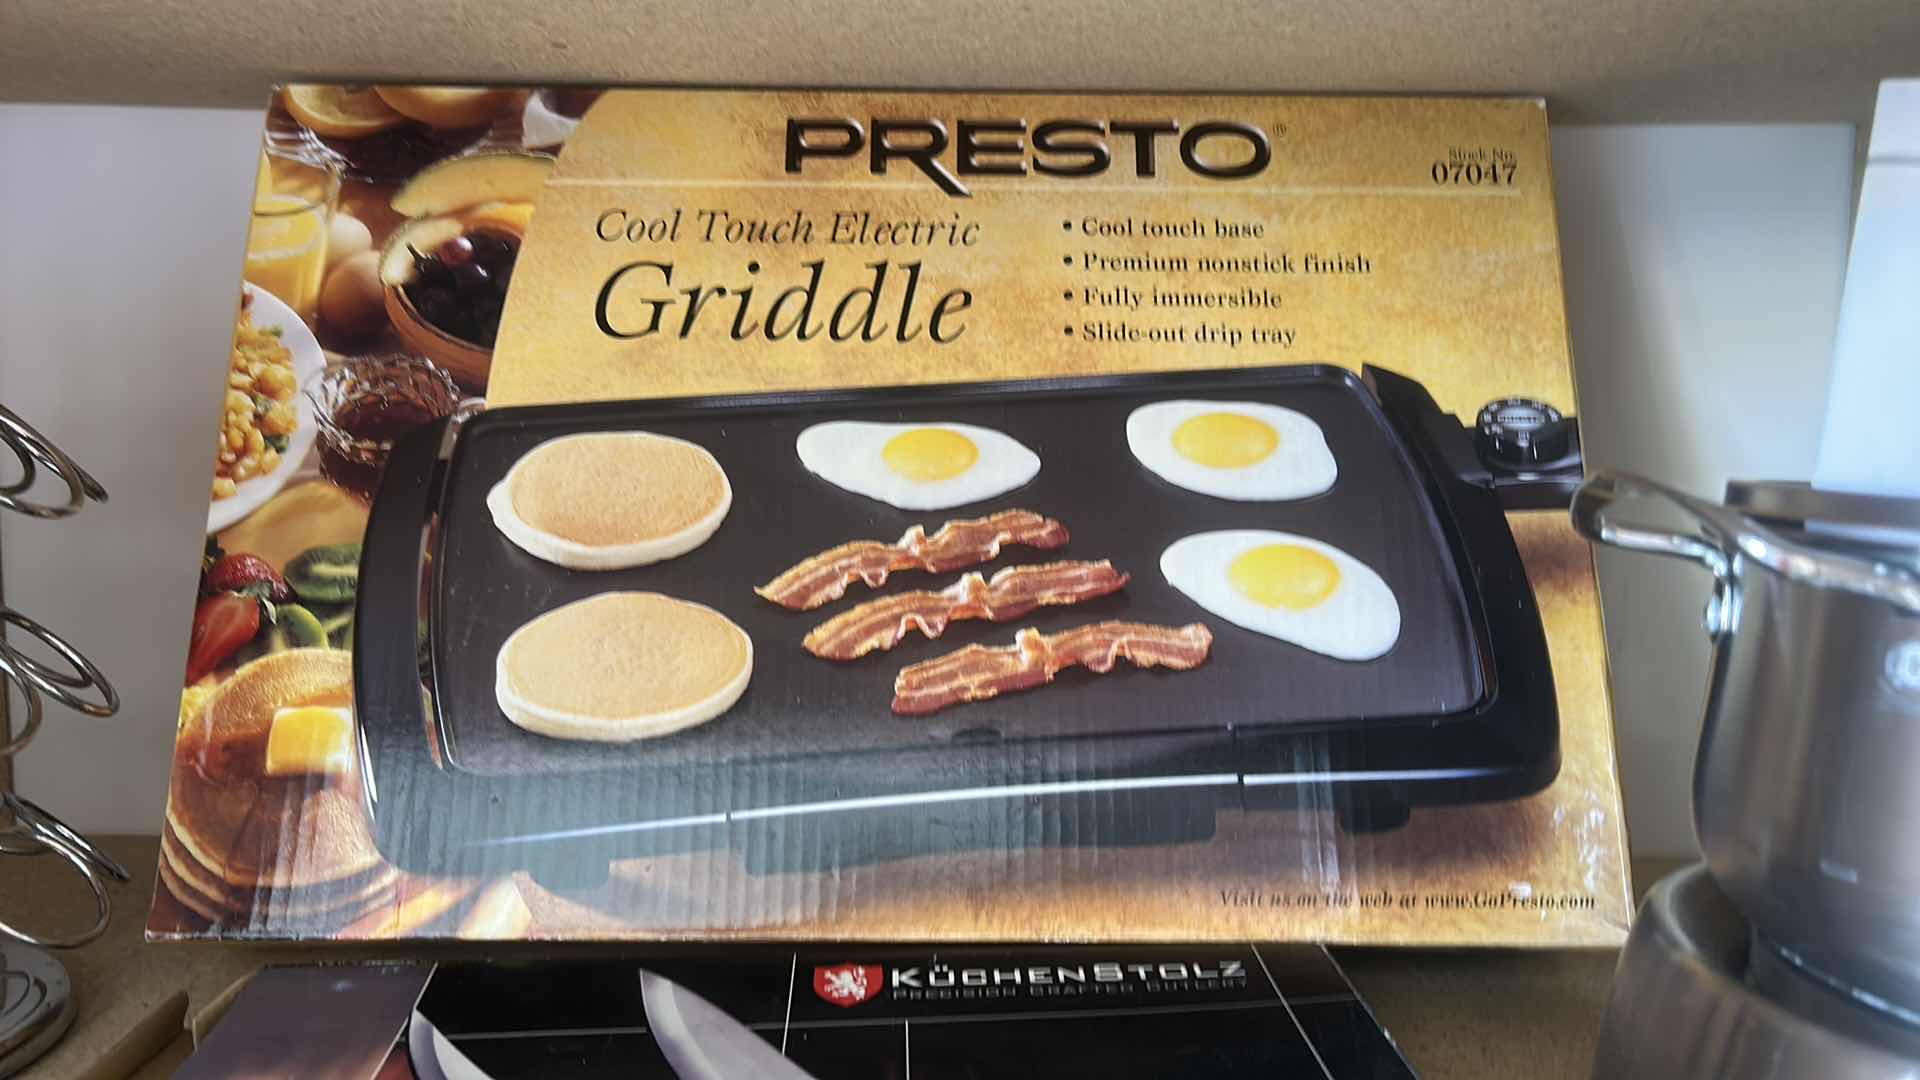 PRESTO®
Stock No.
07047
Cool Touch Electric
Griddle
• Cool touch base
• Premium nonstick finish
• Fully immersible
• Slide-out drip tray
Visit us on the web at www.GoPresto.com
KÜCHENSTOLZ
PRECISION CRAFTED CUTLERY